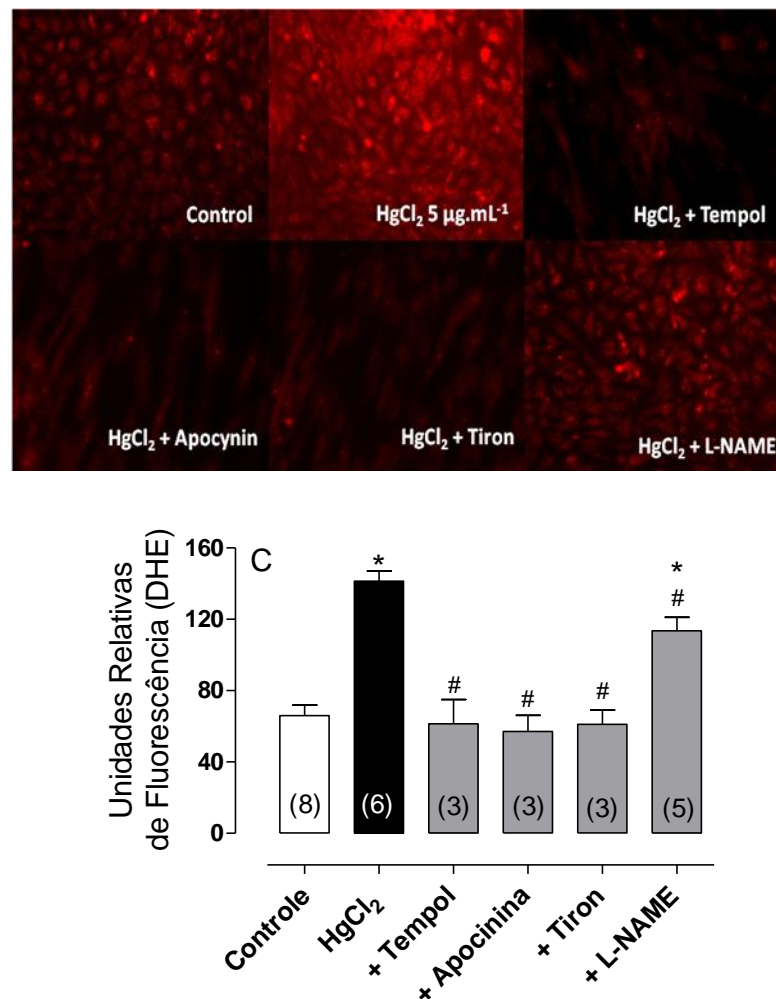 Control
HgCl₂ 5 µg.mL⁻¹
HgCl₂ + Tempol
HgCl₂ + Apocynin
HgCl₂ + Tiron
HgCl₂ + L-NAME
C
Unidades Relativas
de Fluorescência (DHE)
160
120
80
40
0
*
#
#
#
*
#
(8)
(6)
(3)
(3)
(3)
(5)
Controle
HgCl₂
+ Tempol
+ Apocinina
+ Tiron
+ L-NAME